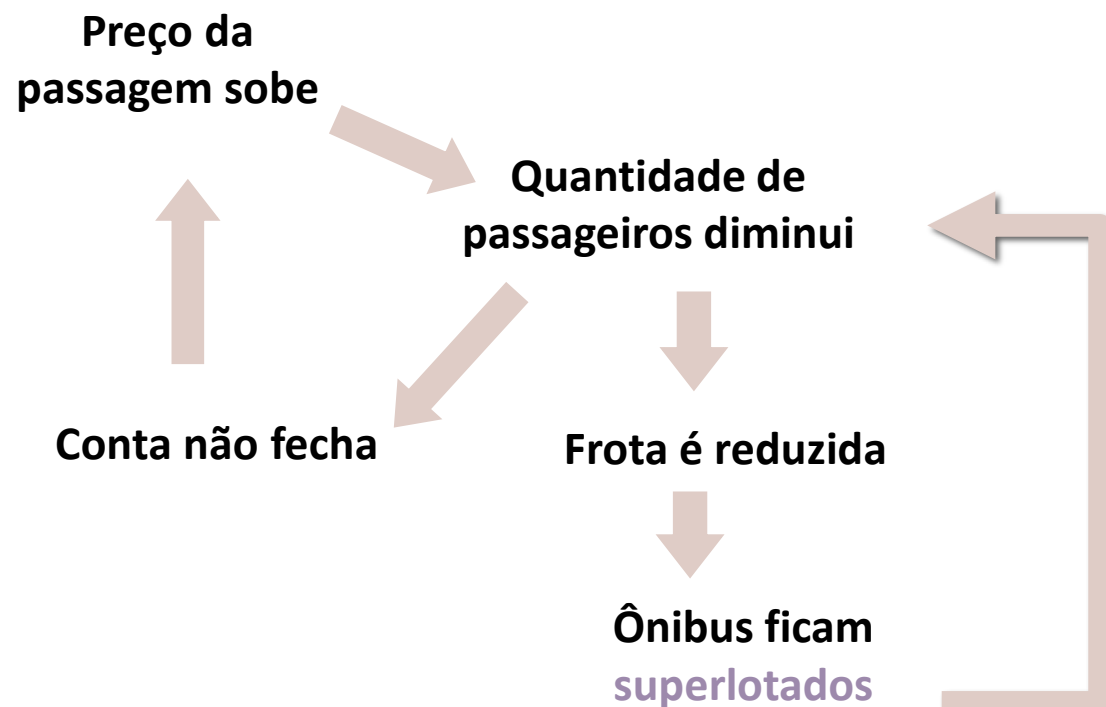 Preço da
passagem sobe
Quantidade de
passageiros diminui
Conta não fecha
Frota é reduzida
Ônibus ficam
superlotados